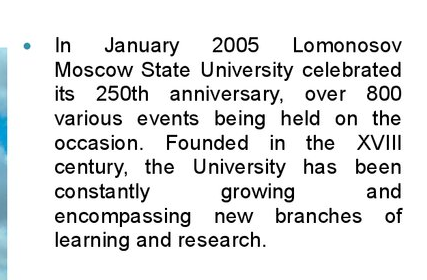 • In January 2005 Lomonosov
Moscow State University celebrated
its 250th anniversary, over 800
various events being held on the
occasion. Founded in the XVIII
century, the University has been
constantly growing and
encompassing new branches of
learning and research.